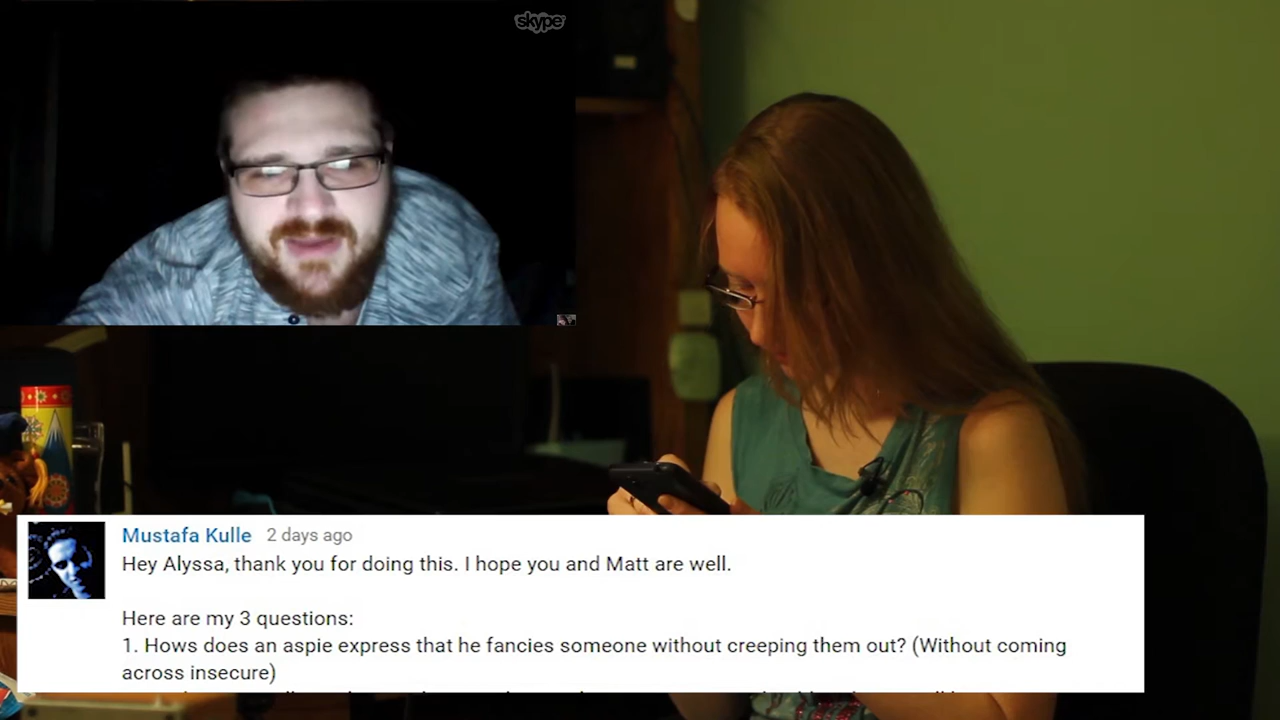 skype
Mustafa Kulle 2 days ago
Hey Alyssa, thank you for doing this. I hope you and Matt are well.
Here are my 3 questions:
1. Hows does an aspie express that he fancies someone without creeping them out? (Without coming
across insecure)